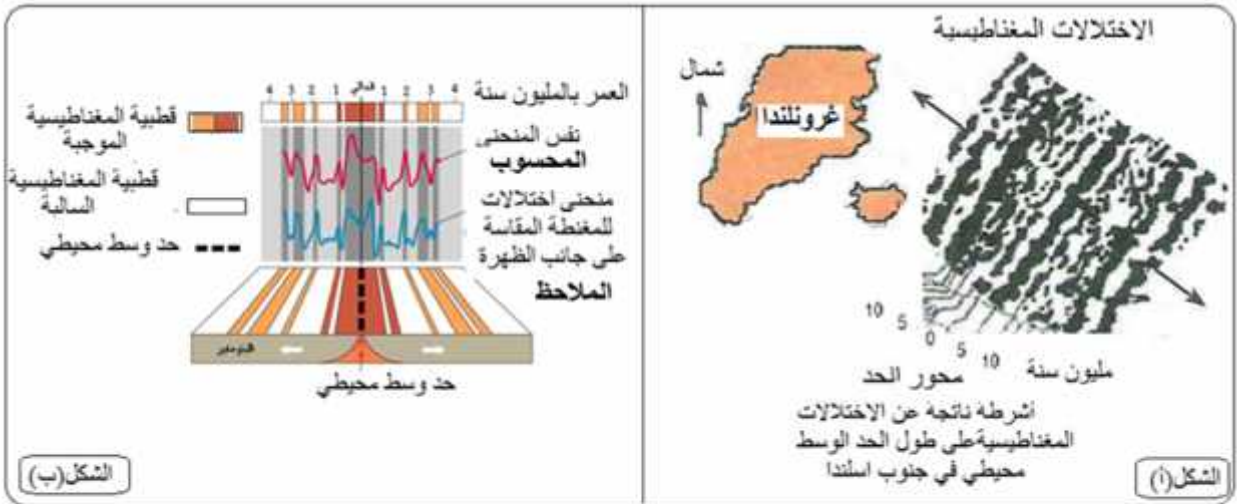 الاختلالات المغناطيسية
شمال
غرونلندا
10
5
0
5
10
مليون سنة
محور الحد
أشرطة ناتجة عن الاختلالات
المغناطيسية على طول الحد الوسط
محيطي في جنوب اسلندا
الشكل(أ)
4 3 2 1 1 2 3 4
العمر بالمليون سنة
قطبية المغناطيسية
الموجبة
نفس المنحنى
المحسوب
قطبية المغناطيسية
السالبة
منحنى اختلالات
للمغنطة المقاسة
على جانب الظهرة
الملاحظ
حد وسط محيطي
حد وسط محيطي
الشكل(ب)